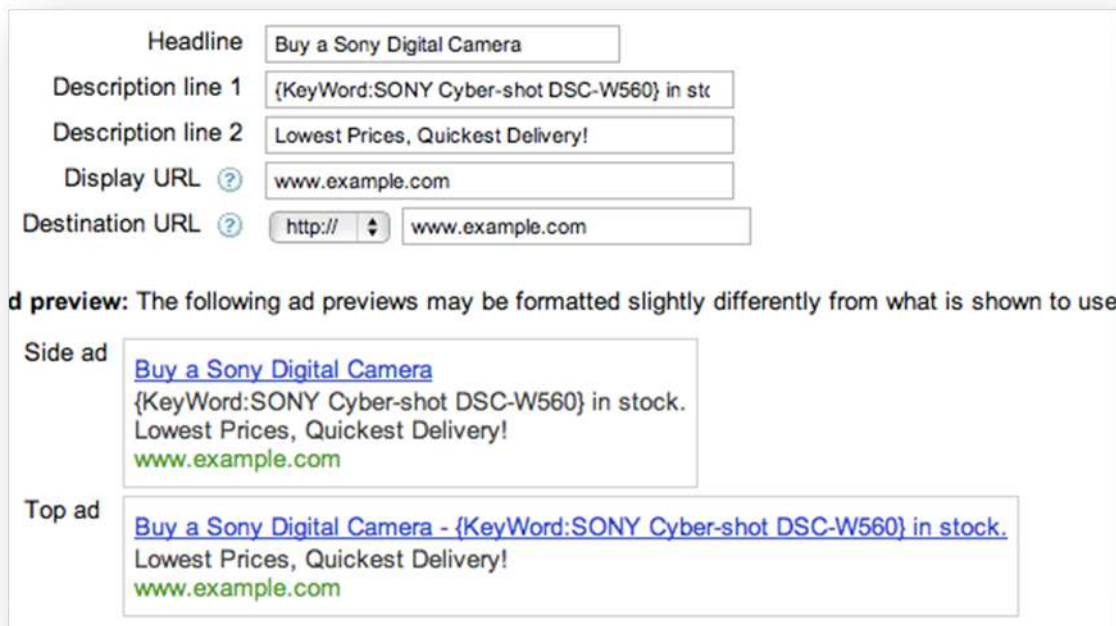 Headline Buy a Sony Digital Camera
Description line 1 {KeyWord:SONY Cyber-shot DSC-W560} in sto
Description line 2 Lowest Prices, Quickest Delivery!
Display URL ? www.example.com
Destination URL ? http:// www.example.com
d preview: The following ad previews may be formatted slightly differently from what is shown to use
Side ad
Buy a Sony Digital Camera
{KeyWord:SONY Cyber-shot DSC-W560} in stock.
Lowest Prices, Quickest Delivery!
www.example.com
Top ad
Buy a Sony Digital Camera - {KeyWord:SONY Cyber-shot DSC-W560} in stock.
Lowest Prices, Quickest Delivery!
www.example.com